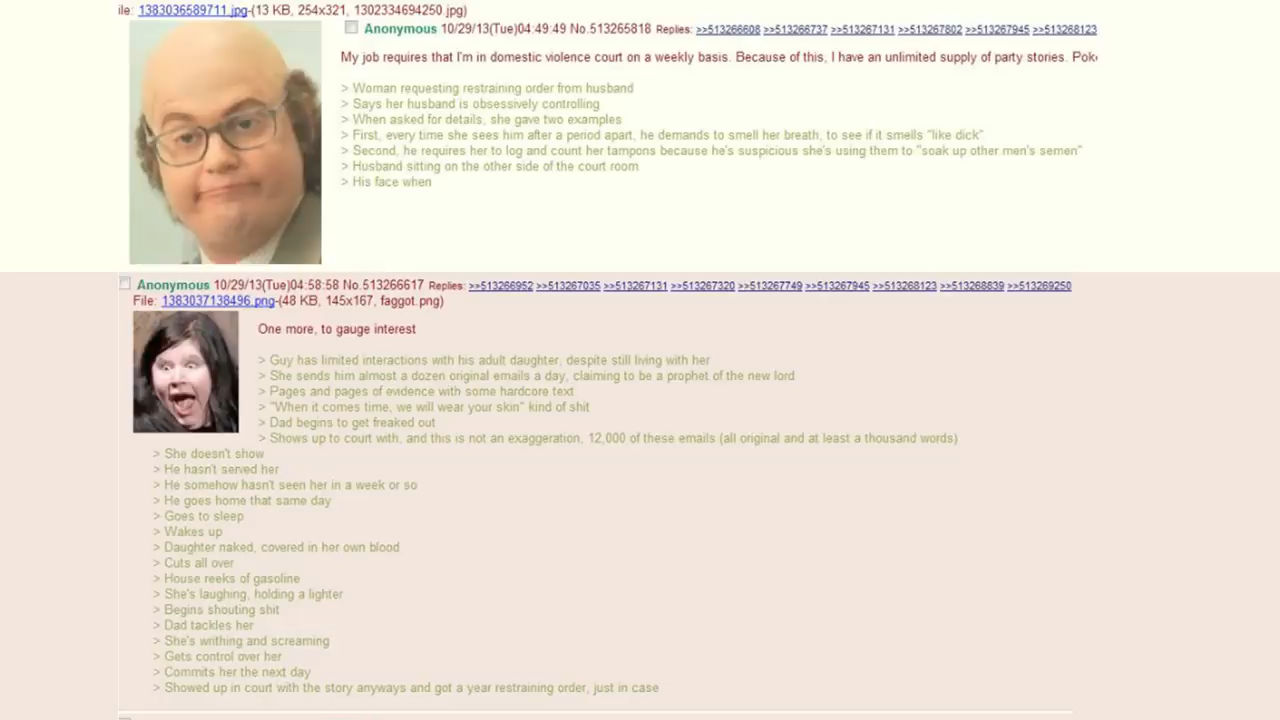 ile: 1383036589711.jpg-(13 KB, 254x321, 1302334694250.jpg)
Anonymous 10/29/13(Tue)04:49:49 No.513265818 Replies: >>513266608 >>513266737 >>513267131 >>513267802 >>513267945 >>513268123
My job requires that I'm in domestic violence court on a weekly basis. Because of this, I have an unlimited supply of party stories.
> Woman requesting restraining order from husband
> Says her husband is obsessively controlling
> When asked for details, she gave two examples
> First, every time she sees him after a period apart, he demands to smell her breath, to see if it smells "like dick"
> Second, he requires her to log and count her tampons because he's suspicious she's using them to "soak up other men's semen"
> Husband sitting on the other side of the court room
> His face when
Anonymous 10/29/13(Tue)04:58:58 No.513266617 Replies: >>513266952 >>513267035 >>513267131 >>513267320 >>513267749 >>513267945 >>513268123 >>513268839 >>513269250
File: 1383037138496.png-(48 KB, 145x167, faggot.png)
One more, to gauge interest
> Guy has limited interactions with his adult daughter, despite still living with her
> She sends him almost a dozen original emails a day, claiming to be a prophet of the new lord
> Pages and pages of evidence with some hardcore text
> "When it comes time, we will wear your skin" kind of shit
> Dad begins to get freaked out
> Shows up to court with, and this is not an exaggeration, 12,000 of these emails (all original and at least a thousand words)
> She doesn't show
> He hasn't served her
> He somehow hasn't seen her in a week or so
> He goes home that same day
> Goes to sleep
> Wakes up
> Daughter naked, covered in her own blood
> Cuts all over
> House reeks of gasoline
> She's laughing, holding a lighter
> Begins shouting shit
> Dad tackles her
> She's writhing and screaming
> Gets control over her
> Commits her the next day
> Showed up in court with the story anyways and got a year restraining order, just in case